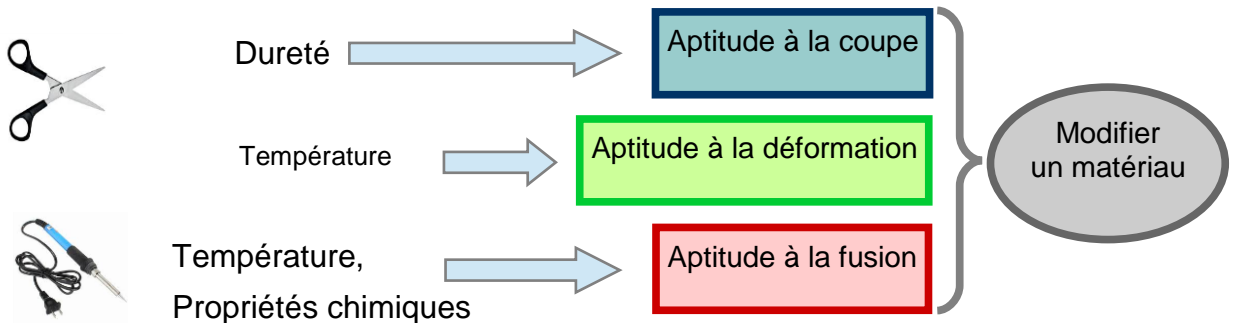 Dureté
Aptitude à la coupe
Température
Aptitude à la déformation
Température,
Propriétés chimiques
Aptitude à la fusion
Modifier
un matériau